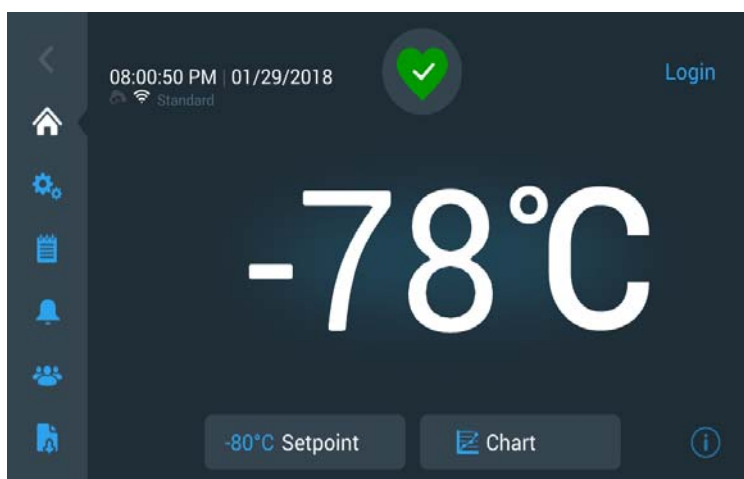 08:00:50 PM | 01/29/2018
Login
Standard
-78°C
-80°C Setpoint
Chart